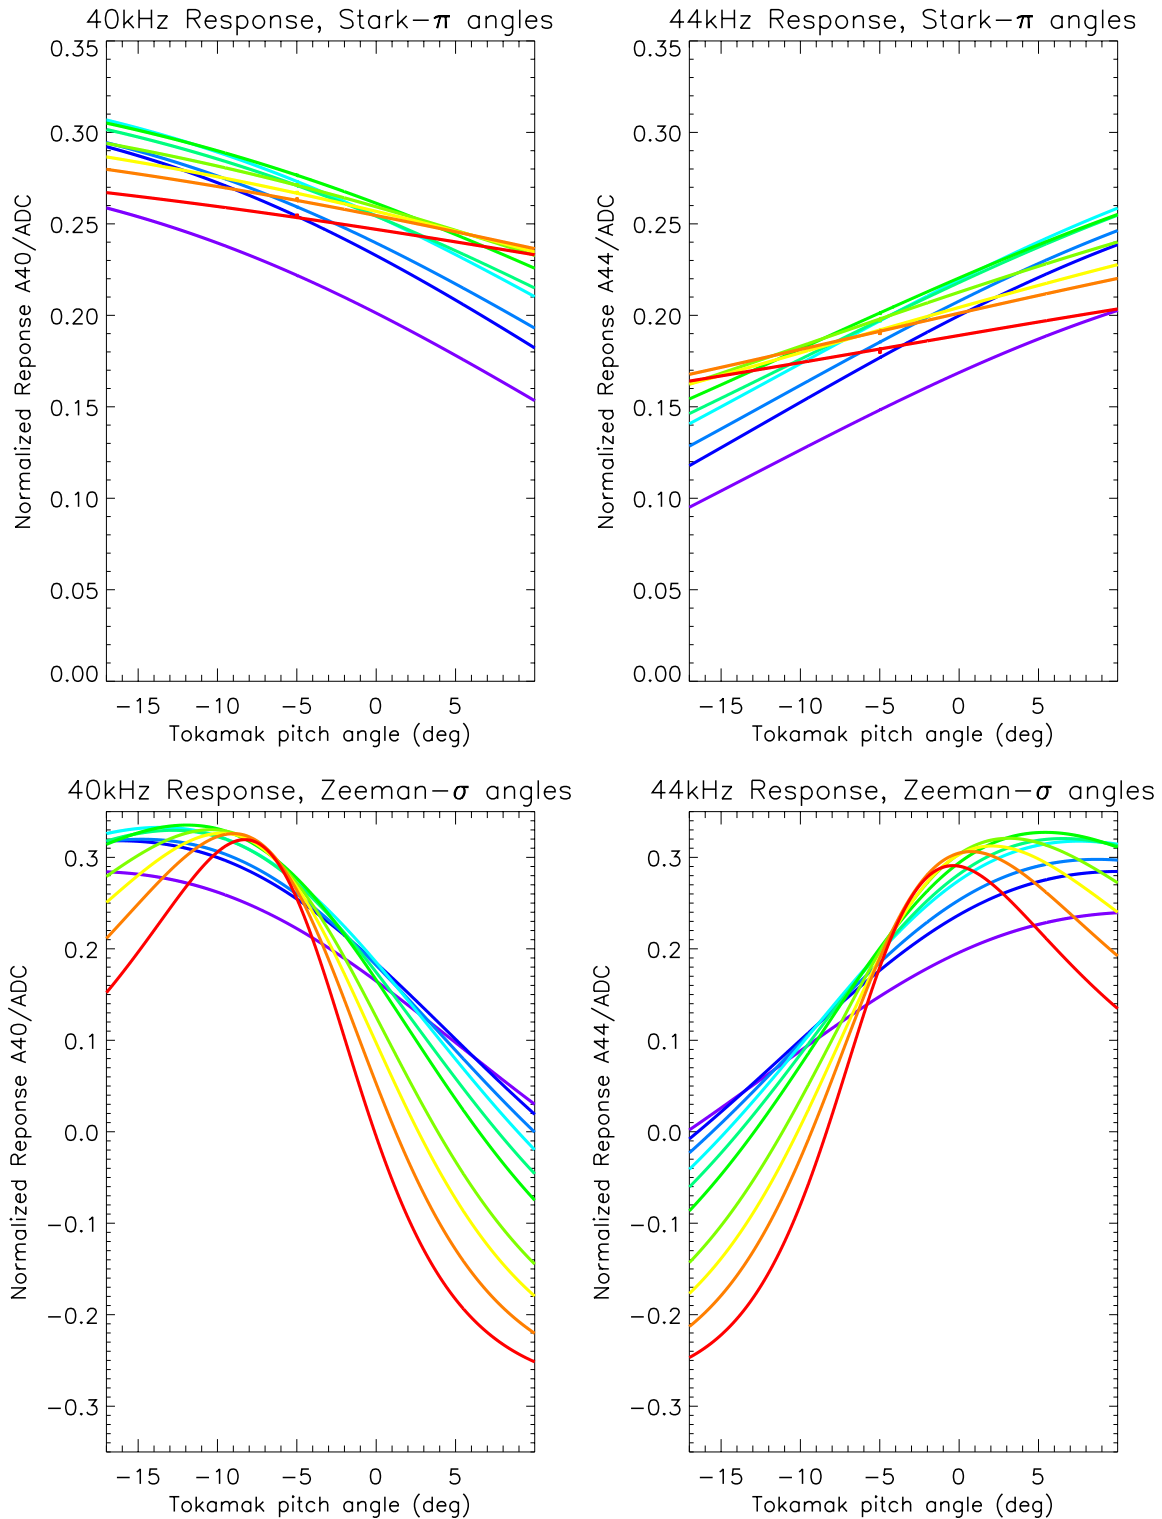 40kHz Response, Stark-π angles
44kHz Response, Stark-π angles
Normalized Reponse A40/ADC
0.35
0.30
0.25
0.20
0.15
0.10
0.05
0.00
-15 -10 -5 0 5
Tokamak pitch angle (deg)
Normalized Reponse A44/ADC
0.35
0.30
0.25
0.20
0.15
0.10
0.05
0.00
-15 -10 -5 0 5
Tokamak pitch angle (deg)
40kHz Response, Zeeman-σ angles
44kHz Response, Zeeman-σ angles
Normalized Reponse A40/ADC
0.3
0.2
0.1
0.0
-0.1
-0.2
-0.3
-15 -10 -5 0 5
Tokamak pitch angle (deg)
Normalized Reponse A44/ADC
0.3
0.2
0.1
0.0
-0.1
-0.2
-0.3
-15 -10 -5 0 5
Tokamak pitch angle (deg)